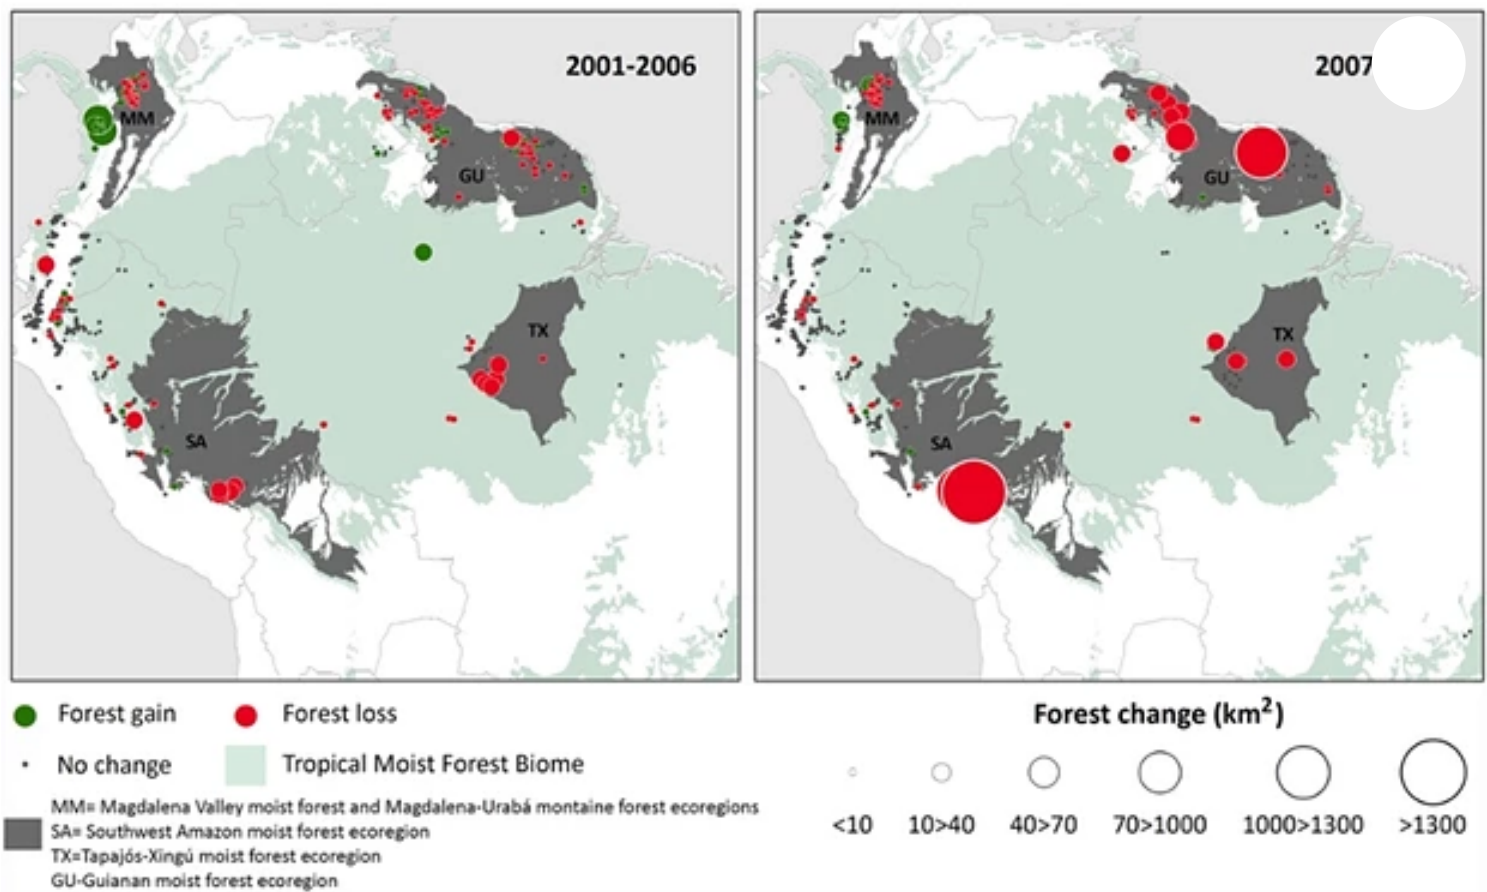 2001-2006
MM
GU
TX
SA
2007
MM
GU
TX
SA
Forest gain
Forest loss
No change
Tropical Moist Forest Biome
MM= Magdalena Valley moist forest and Magdalena-Urabá montaine forest ecoregions
SA= Southwest Amazon moist forest ecoregion
TX=Tapajós-Xingú moist forest ecoregion
GU-Guianan moist forest ecoregion
Forest change (km²)
<10 10>40 40>70 70>1000 1000>1300 >1300